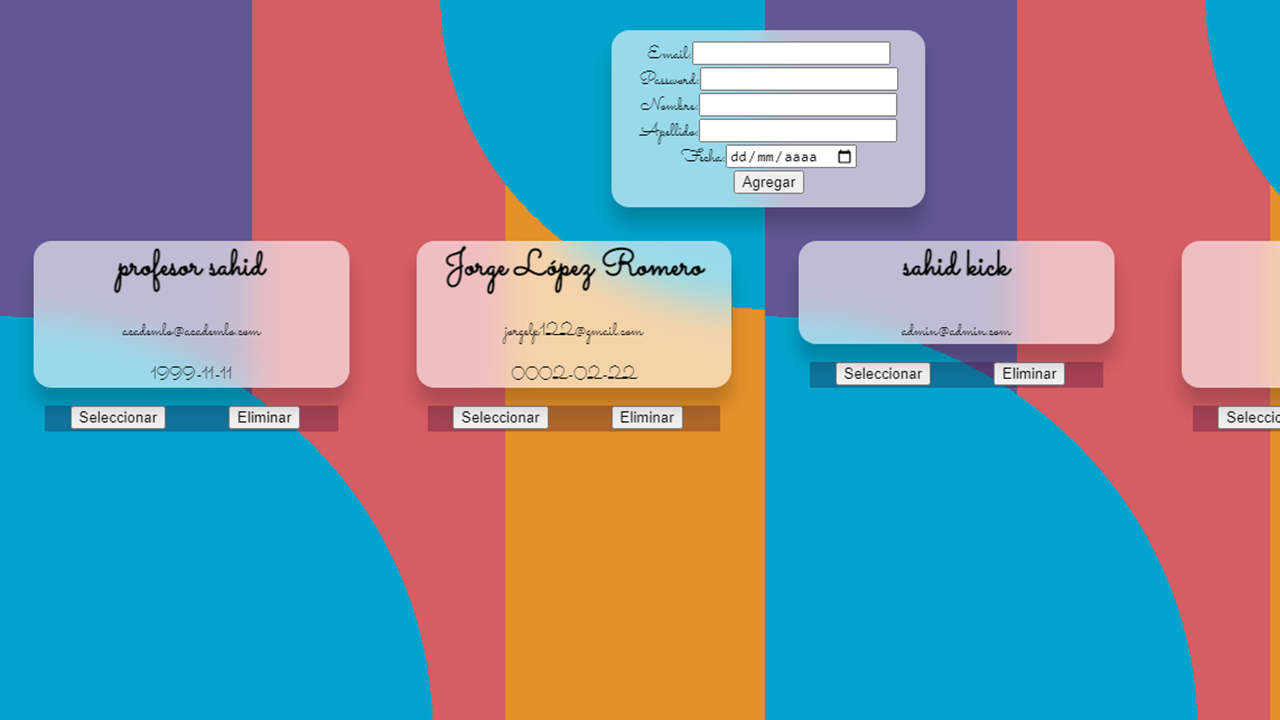 Email:
Password:
Nombre:
Apellido:
Fecha: dd/mm/aaaa
Agregar
profesor sahid
academlo@academlo.com
1999-11-11
Seleccionar Eliminar
Jorge López Romero
jorgelp122@gmail.com
0002-02-22
Seleccionar Eliminar
sahid kick
admin@admin.com
Seleccionar Eliminar